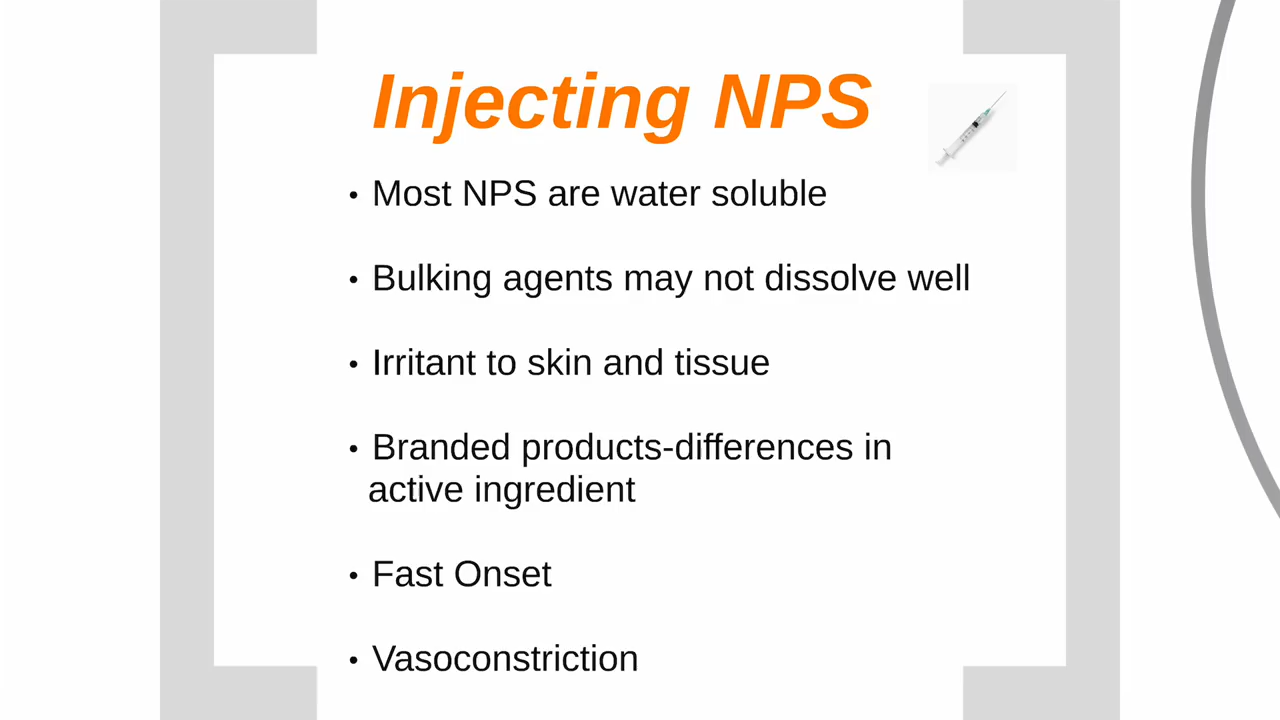 Injecting NPS
• Most NPS are water soluble
• Bulking agents may not dissolve well
• Irritant to skin and tissue
• Branded products-differences in
active ingredient
• Fast Onset
• Vasoconstriction